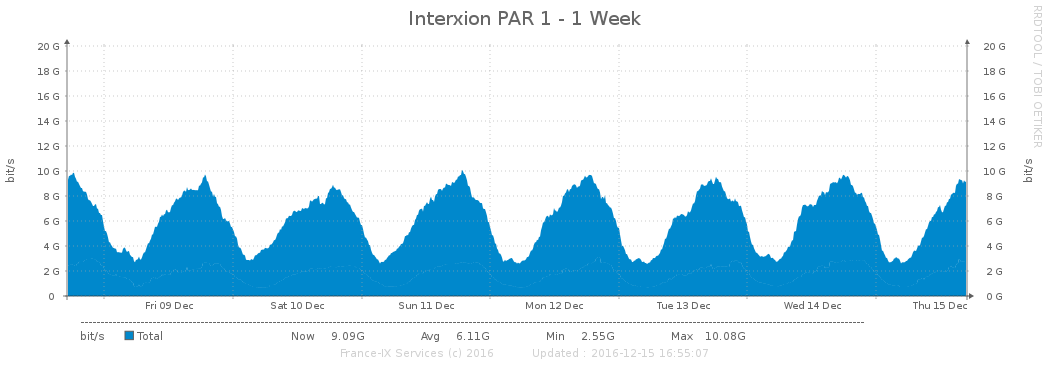 Interxion PAR 1 - 1 Week
RRDTOOL / TOBI OETIKER
bit/s
bit/s
20 G 20 G
18 G 18 G
16 G 16 G
14 G 14 G
12 G 12 G
10 G 10 G
8 G 8 G
6 G 6 G
4 G 4 G
2 G 2 G
0 0 G
Fri 09 Dec Sat 10 Dec Sun 11 Dec Mon 12 Dec Tue 13 Dec Wed 14 Dec Thu 15 Dec
bit/s Total Now 9.09G Avg 6.11G Min 2.55G Max 10.08G
France-IX Services (c) 2016 Updated : 2016-12-15 16:55:07